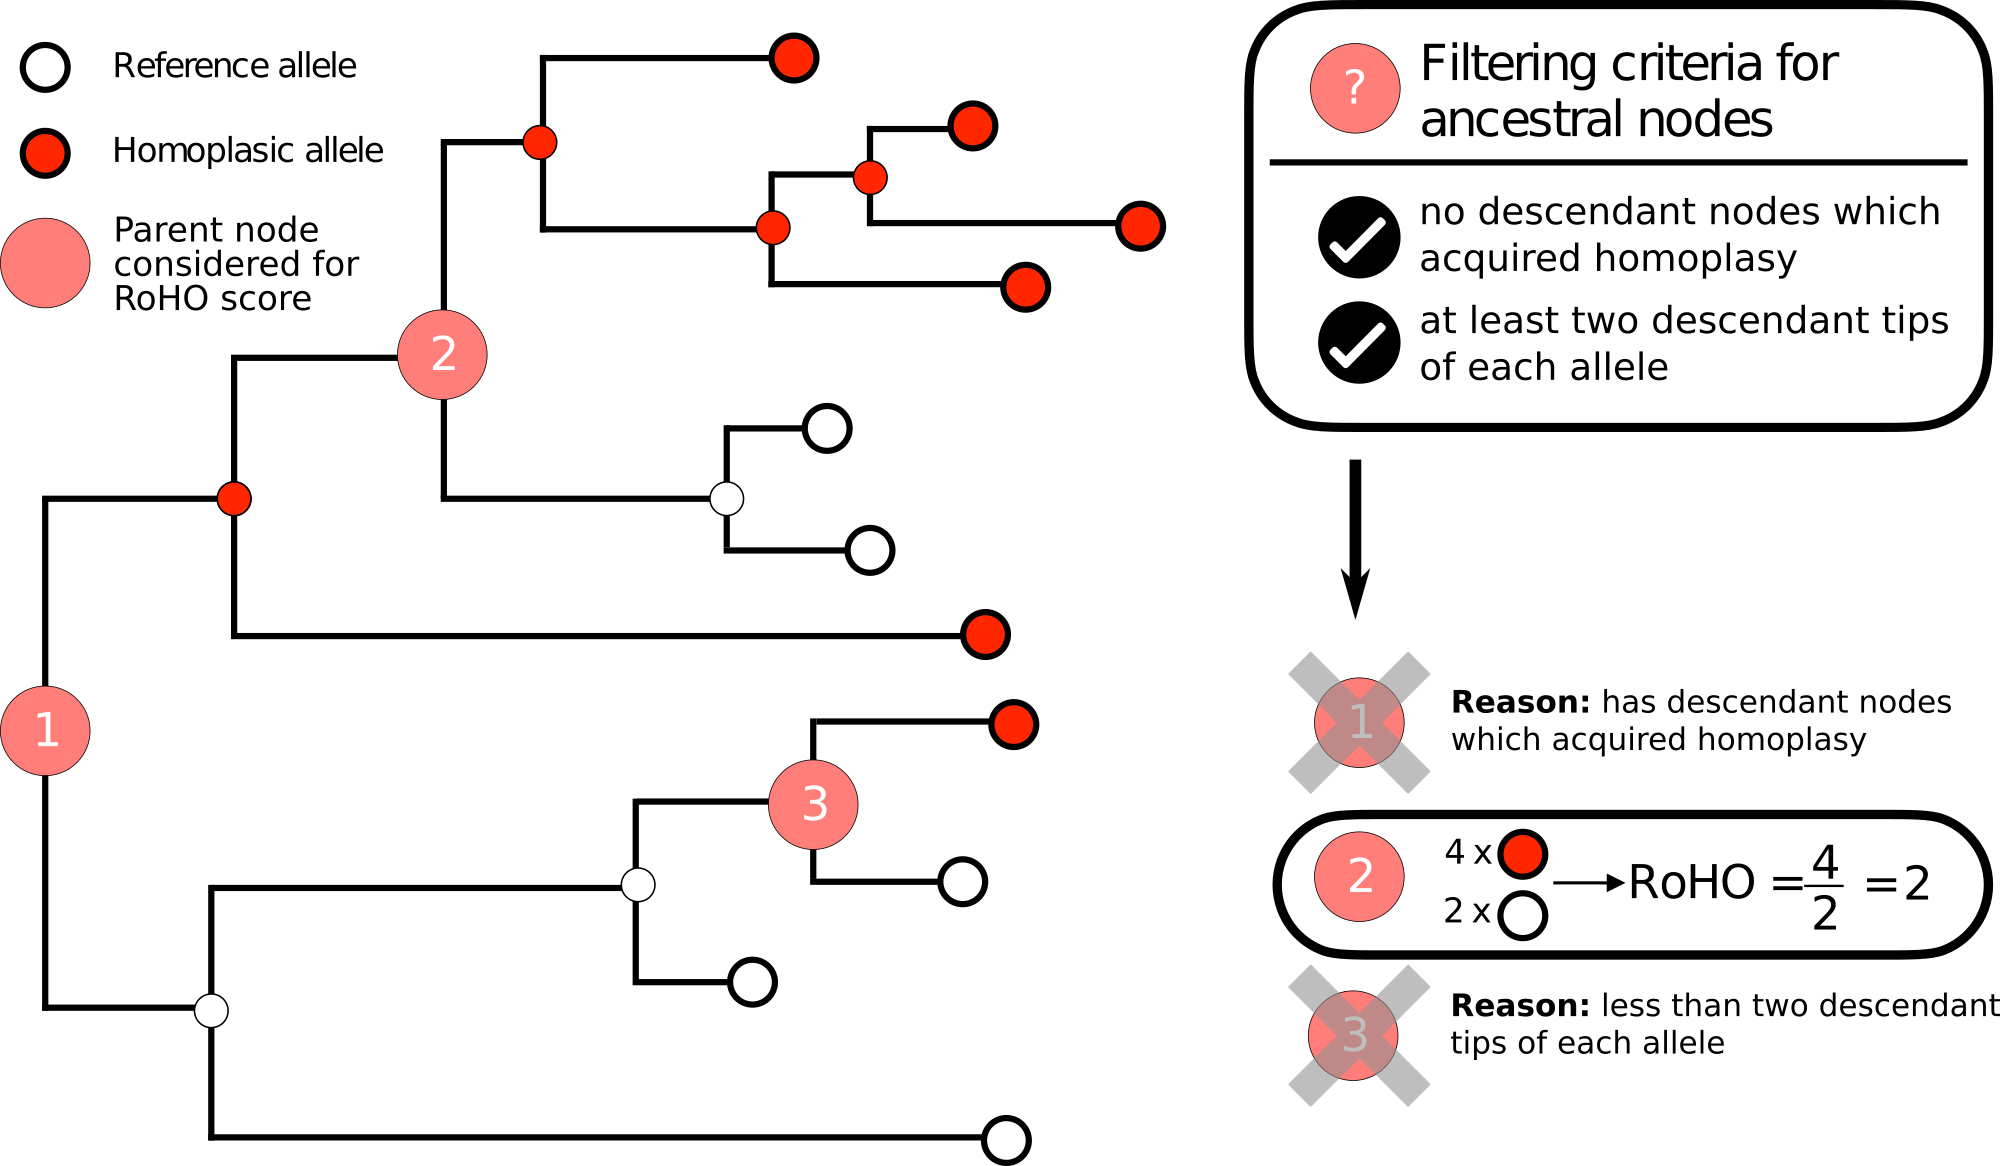 Reference allele
Homoplasic allele
Parent node
considered for
RoHO score
2
1
3
? Filtering criteria for
ancestral nodes
no descendant nodes which
acquired homoplasy
at least two descendant tips
of each allele
1 Reason: has descendant nodes
which acquired homoplasy
2 4 x
2 x
RoHO = 4/2 = 2
3 Reason: less than two descendant
tips of each allele